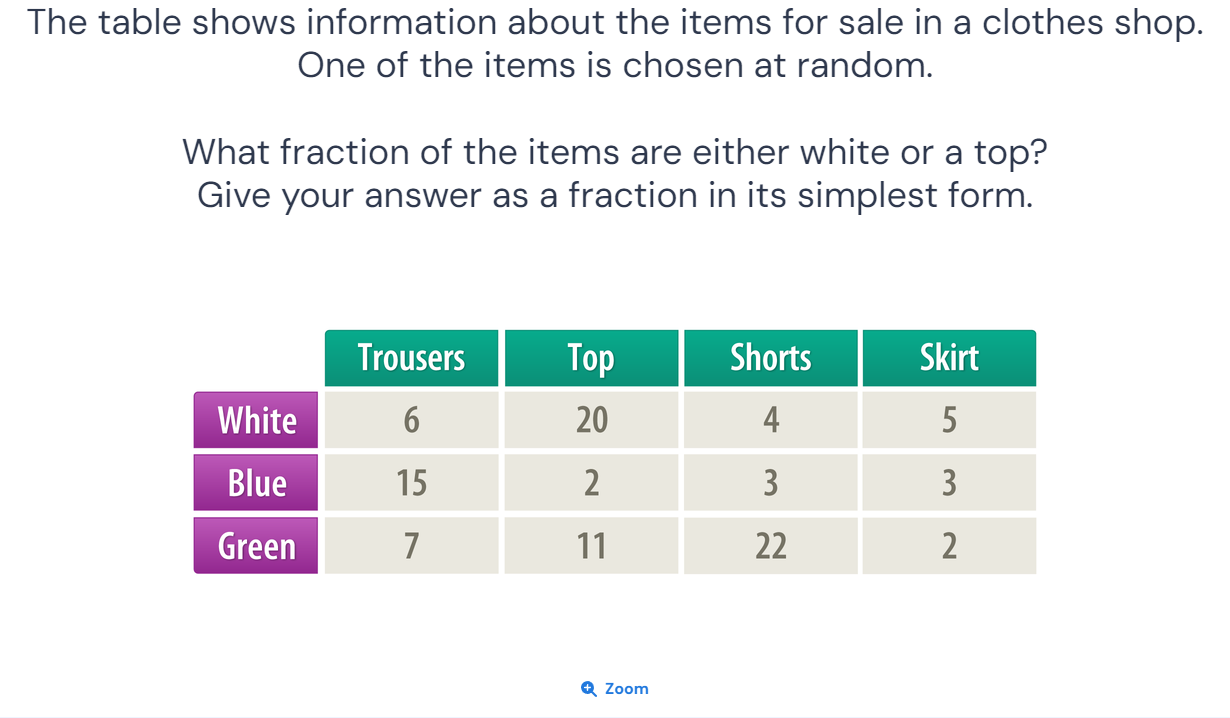 The table shows information about the items for sale in a clothes shop.
One of the items is chosen at random.
What fraction of the items are either white or a top?
Give your answer as a fraction in its simplest form.
Trousers Top Shorts Skirt
White 6 20 4 5
Blue 15 2 3 3
Green 7 11 22 2
Zoom